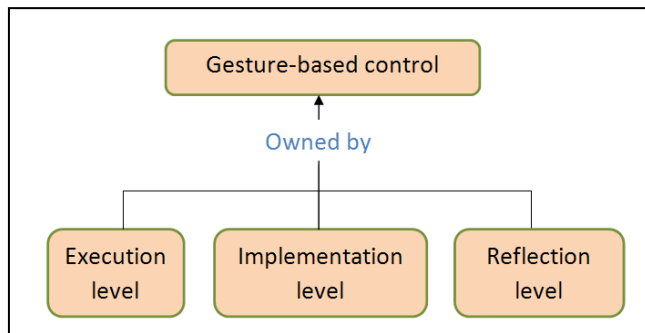 Gesture-based control
Owned by
Execution
level
Implementation
level
Reflection
level